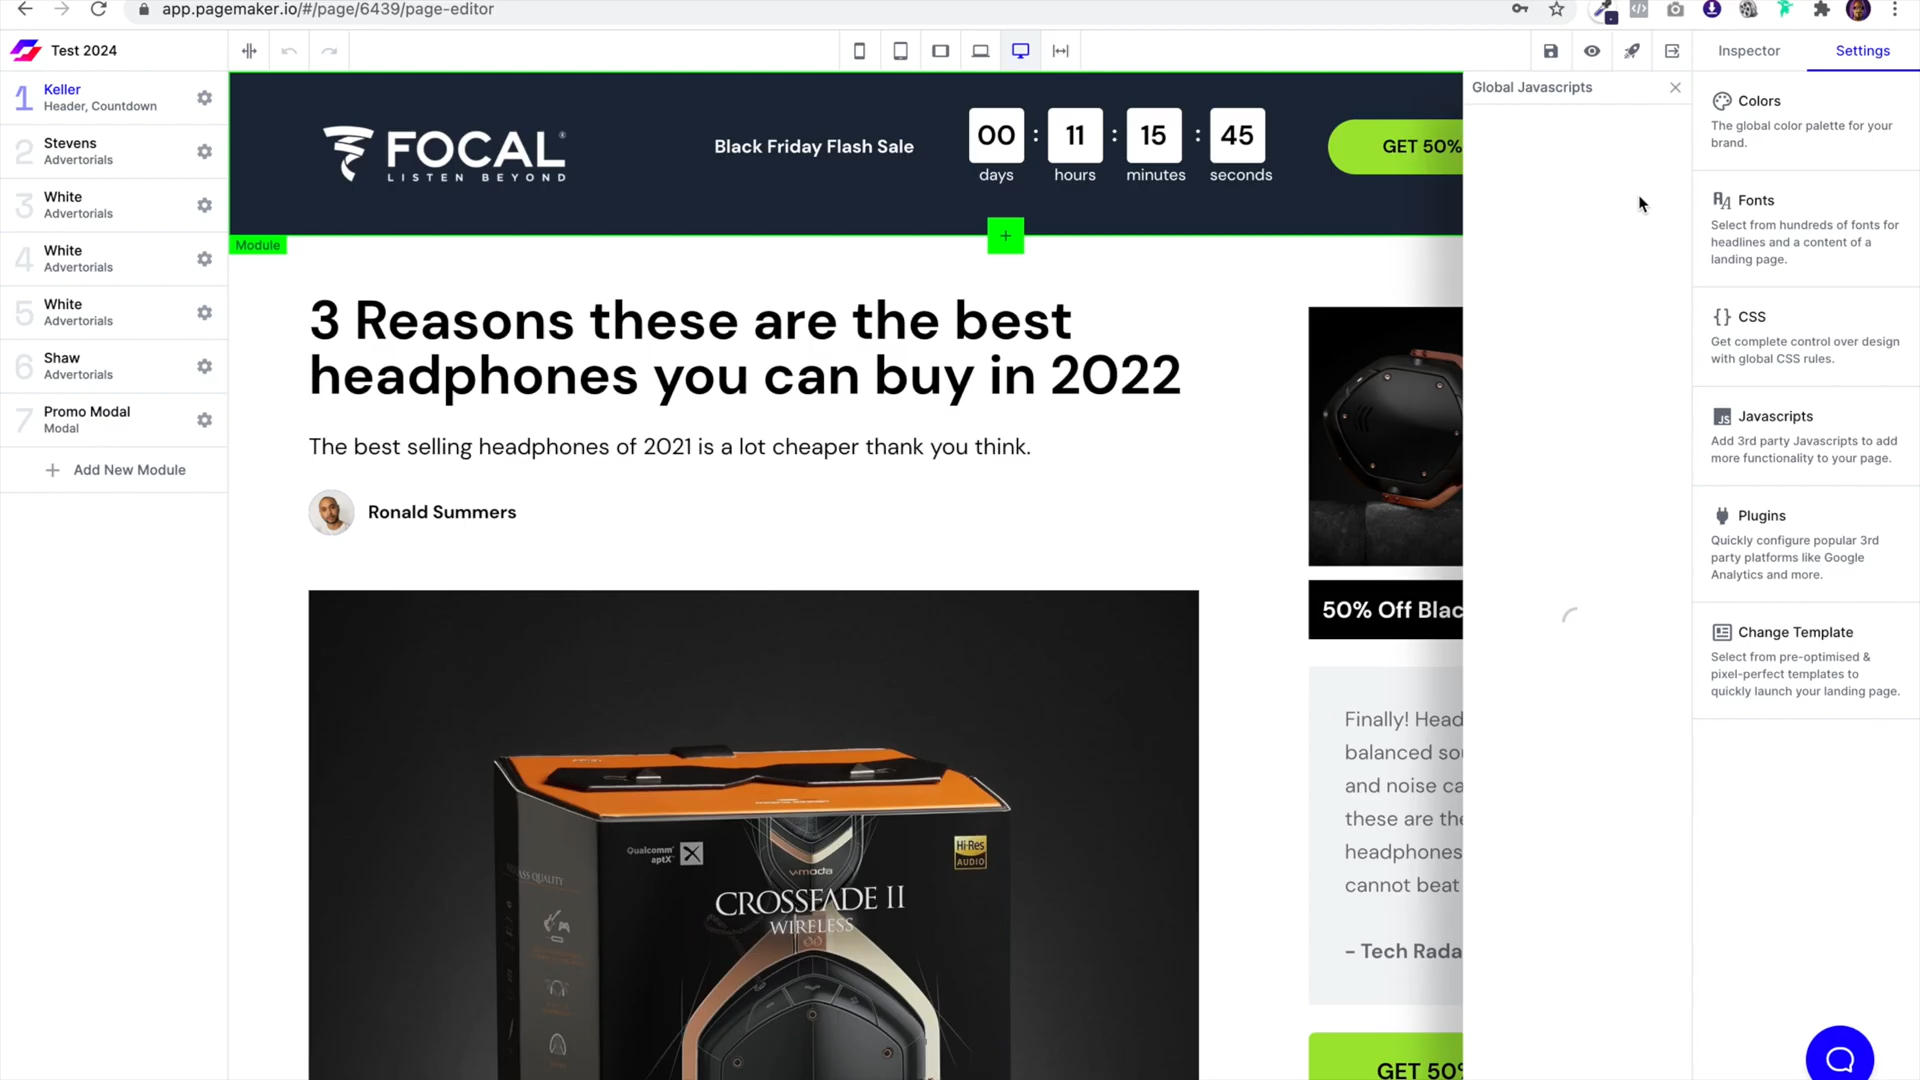 app.pagemaker.io/#/page/6439/page-editor
Test 2024
Inspector
Settings
1 Keller
Header, Countdown
2 Stevens
Advertorials
3 White
Advertorials
4 White
Advertorials
5 White
Advertorials
6 Shaw
Advertorials
7 Promo Modal
Modal
+ Add New Module
FOCAL
LISTEN BEYOND
Black Friday Flash Sale
00 : 11 : 15 : 45
days hours minutes seconds
GET 50%
Module
+
3 Reasons these are the best
headphones you can buy in 2022
The best selling headphones of 2021 is a lot cheaper thank you think.
Ronald Summers
Qualcomm
aptX
Hi-Res
AUDIO
v-moda
CROSSFADE II
WIRELESS
50% Off Blac
Finally! Head
balanced so
and noise ca
these are the
headphones
cannot beat
– Tech Rada
GET 50%
Global Javascripts
Colors
The global color palette for your
brand.
Fonts
Select from hundreds of fonts for
headlines and a content of a
landing page.
{} CSS
Get complete control over design
with global CSS rules.
JS Javascripts
Add 3rd party Javascripts to add
more functionality to your page.
Plugins
Quickly configure popular 3rd
party platforms like Google
Analytics and more.
Change Template
Select from pre-optimised &
pixel-perfect templates to
quickly launch your landing page.